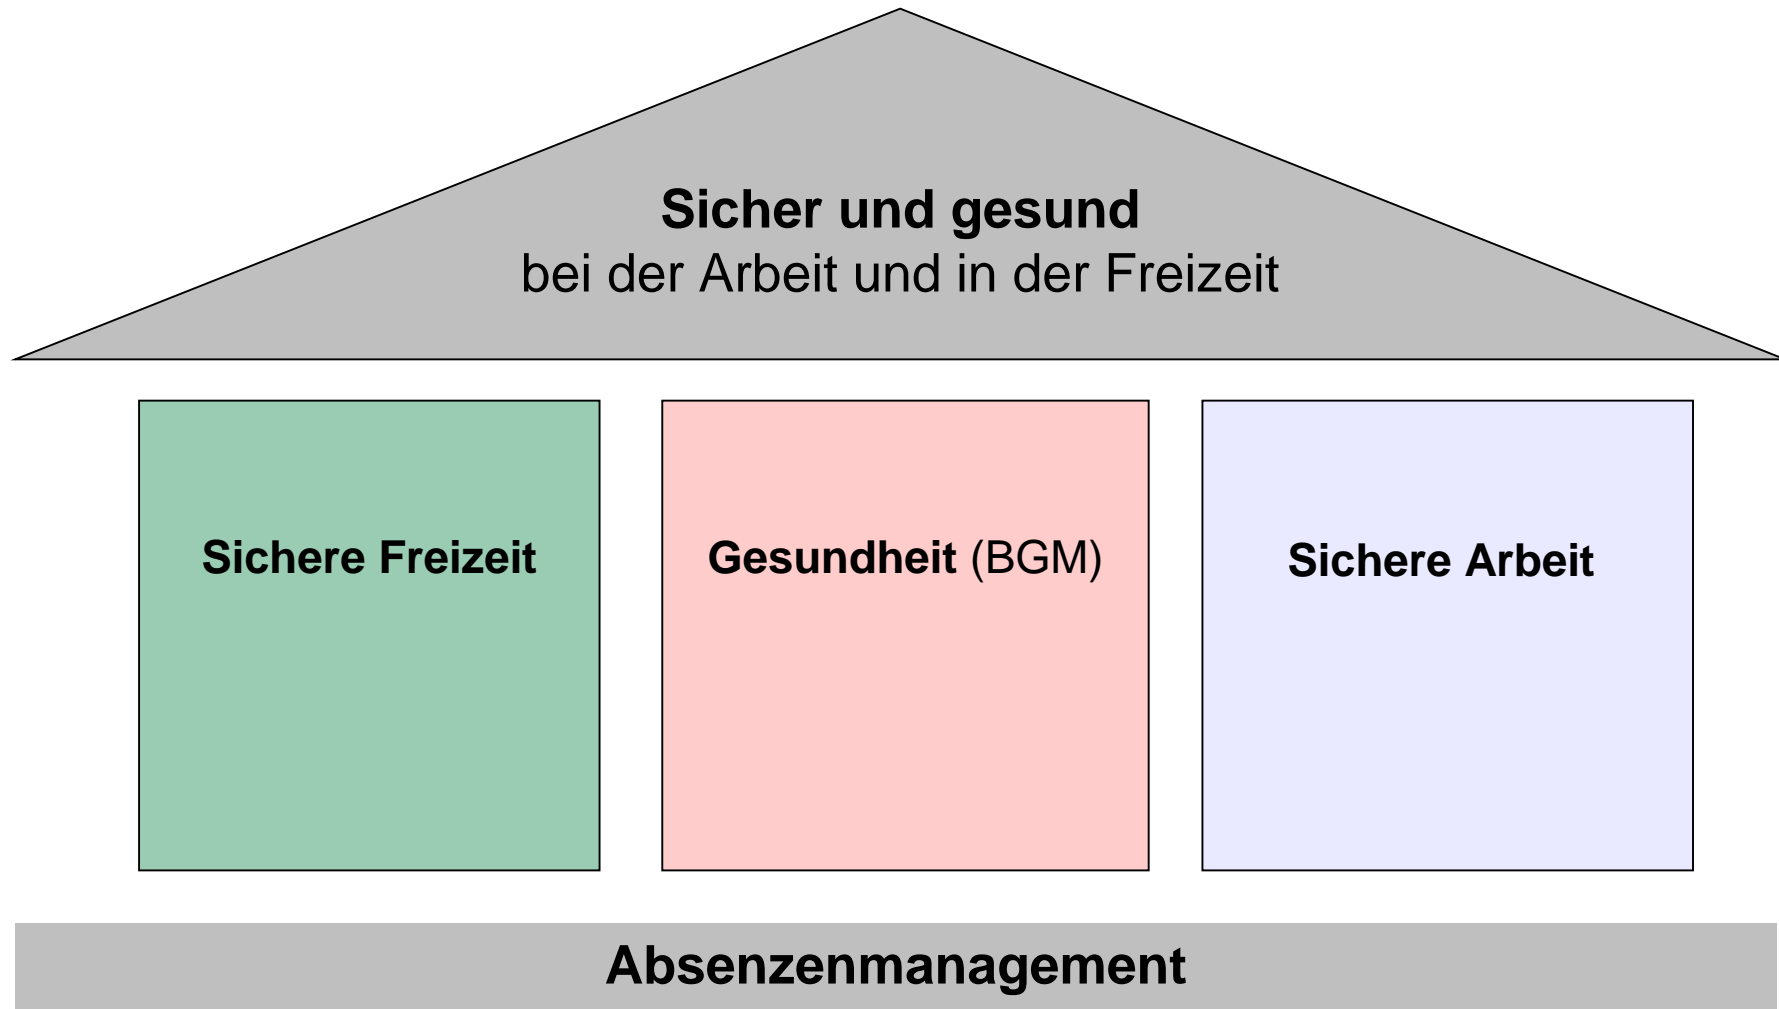 Sicher und gesund
bei der Arbeit und in der Freizeit
Sichere Freizeit
Gesundheit (BGM)
Sichere Arbeit
Absenzenmanagement